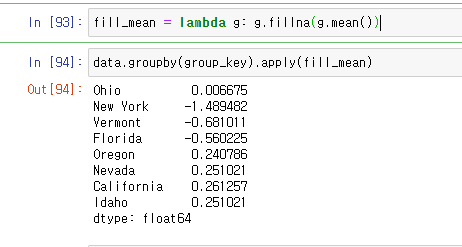 In [93]: fill_mean = lambda g: g.fillna(g.mean())
In [94]: data.groupby(group_key).apply(fill_mean)
Out[94]: Ohio          0.006675
New York     -1.489482
Vermont      -0.681011
Florida      -0.560225
Oregon        0.240786
Nevada        0.251021
California    0.261257
Idaho         0.251021
dtype: float64